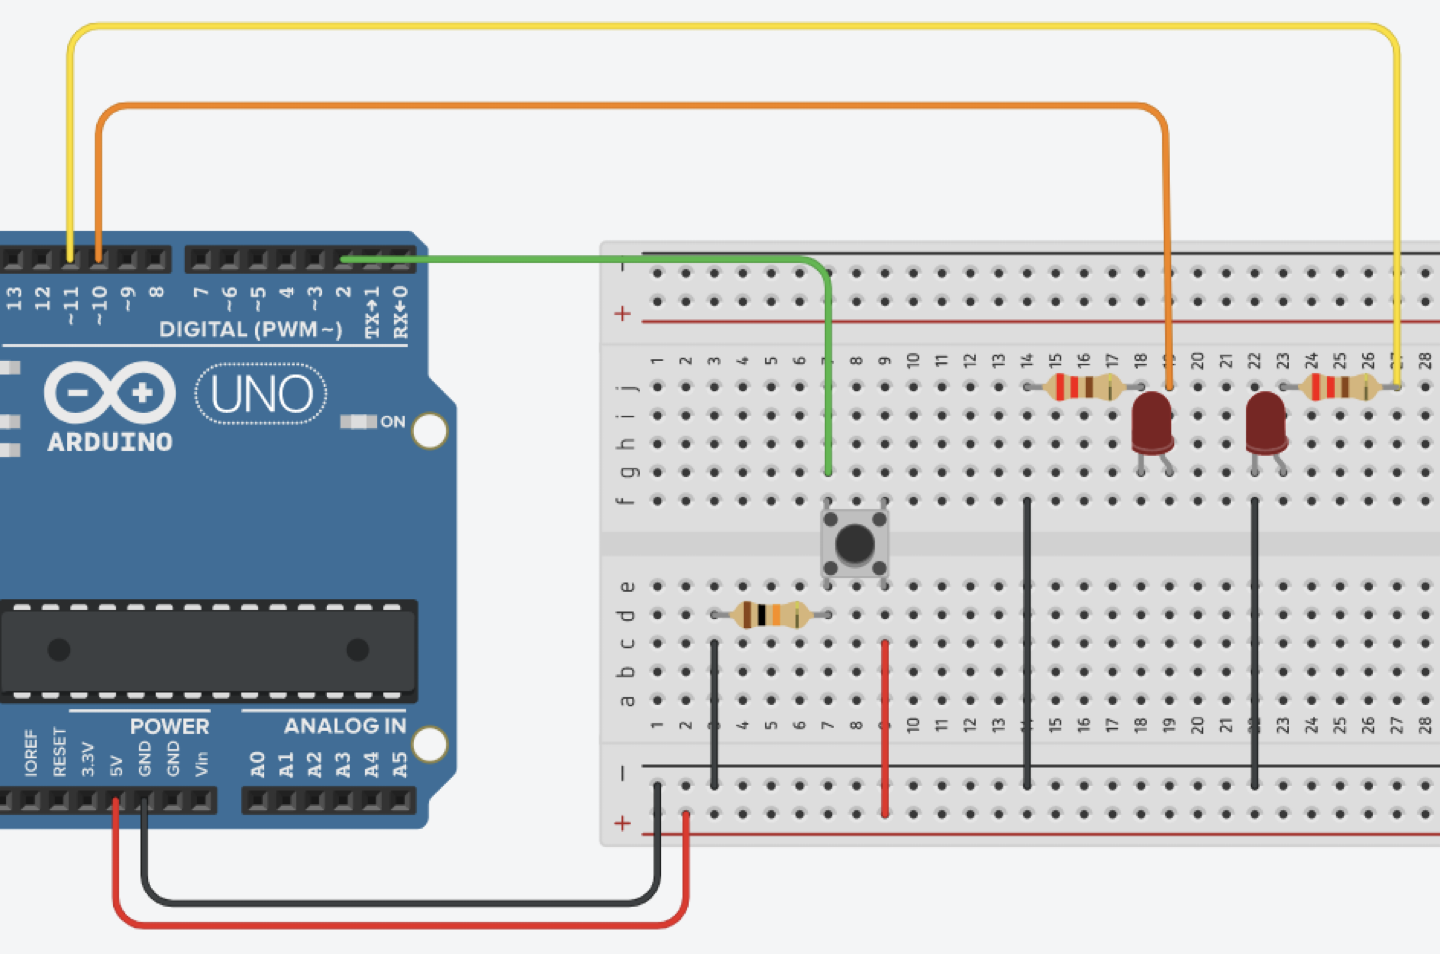 13 12 ~11 ~10 ~9 8 7 ~6 ~5 4 ~3 2 TX→1 RX←0
DIGITAL (PWM ~)
UNO
ARDUINO
ON
POWER
ANALOG IN
IOREF RESET 3.3V 5V GND GND Vin A0 A1 A2 A3 A4 A5
−
+
1 2 3 4 5 6 7 8 9 10 11 12 13 14 15 16 17 18 19 20 21 22 23 24 25 26 27 28
j
i
h
g
f
e
d
c
b
a
1 2 3 4 5 6 7 8 9 10 11 12 13 14 15 16 17 18 19 20 21 22 23 24 25 26 27 28
−
+